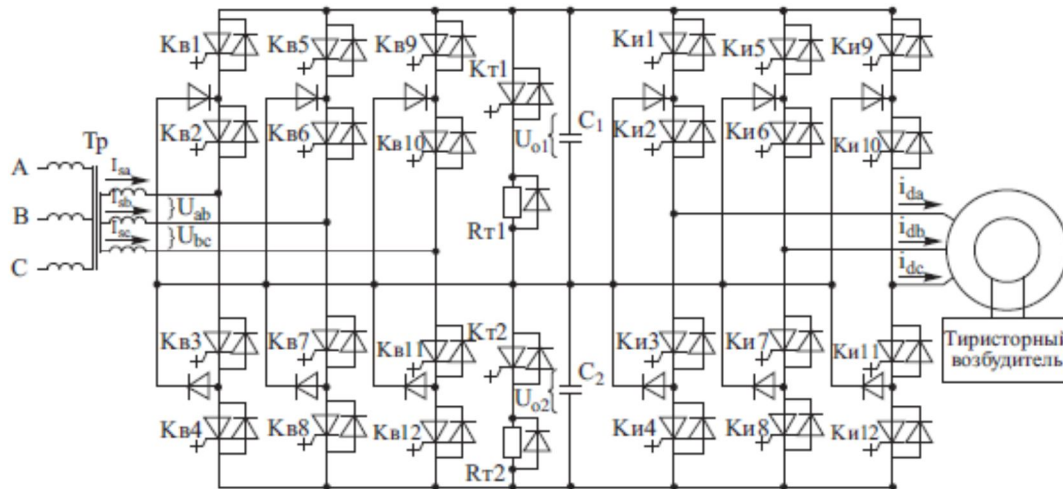 Кв1
Кв5
Кв9
Кт1
Ки1
Ки5
Ки9
Кв2
Кв6
Кв10
Uo1{
C1
Ки2
Ки6
Ки10
Тр
A
Isa
B
Isb
}Uab
C
Isc
}Ubc
Rт1
ida
idb
idc
Кв3
Кв7
Кв11
Кт2
Ки3
Ки7
Ки11
Тиристорный
возбудитель
Uo2{
C2
Кв4
Кв8
Кв12
Rт2
Ки4
Ки8
Ки12